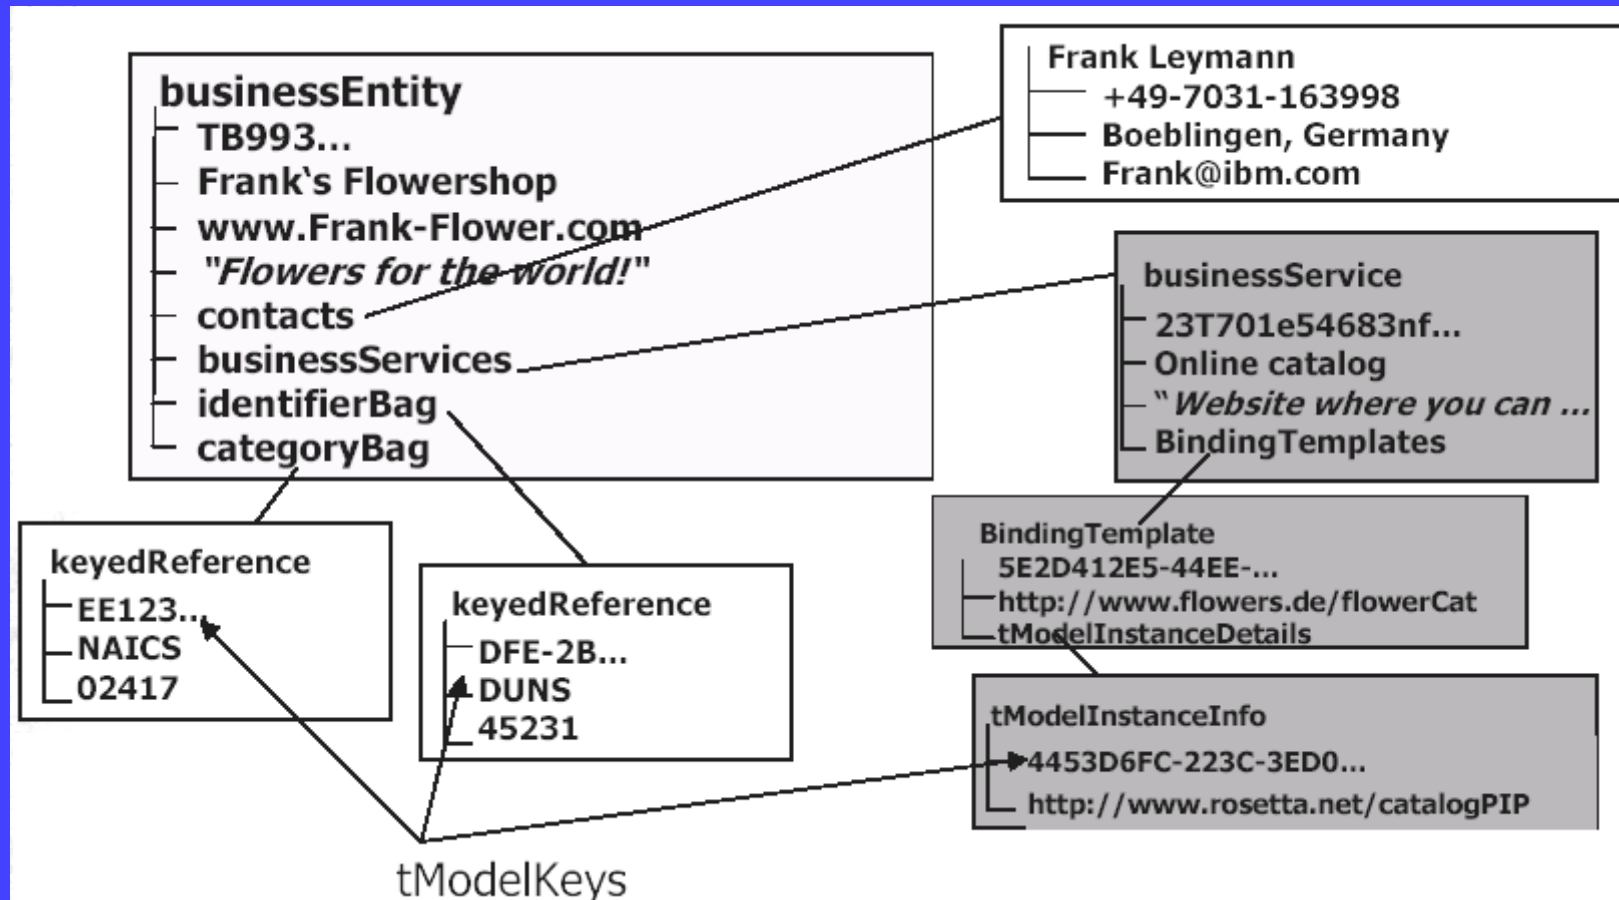 businessEntity
TB993...
Frank‘s Flowershop
www.Frank-Flower.com
"Flowers for the world!"
contacts
businessServices
identifierBag
categoryBag
Frank Leymann
+49-7031-163998
Boeblingen, Germany
Frank@ibm.com
businessService
23T701e54683nf...
Online catalog
“Website where you can ...
BindingTemplates
BindingTemplate
5E2D412E5-44EE-...
http://www.flowers.de/flowerCat
tModelInstanceDetails
tModelInstanceInfo
4453D6FC-223C-3ED0...
http://www.rosetta.net/catalogPIP
keyedReference
EE123...
NAICS
02417
keyedReference
DFE-2B...
DUNS
45231
tModelKeys